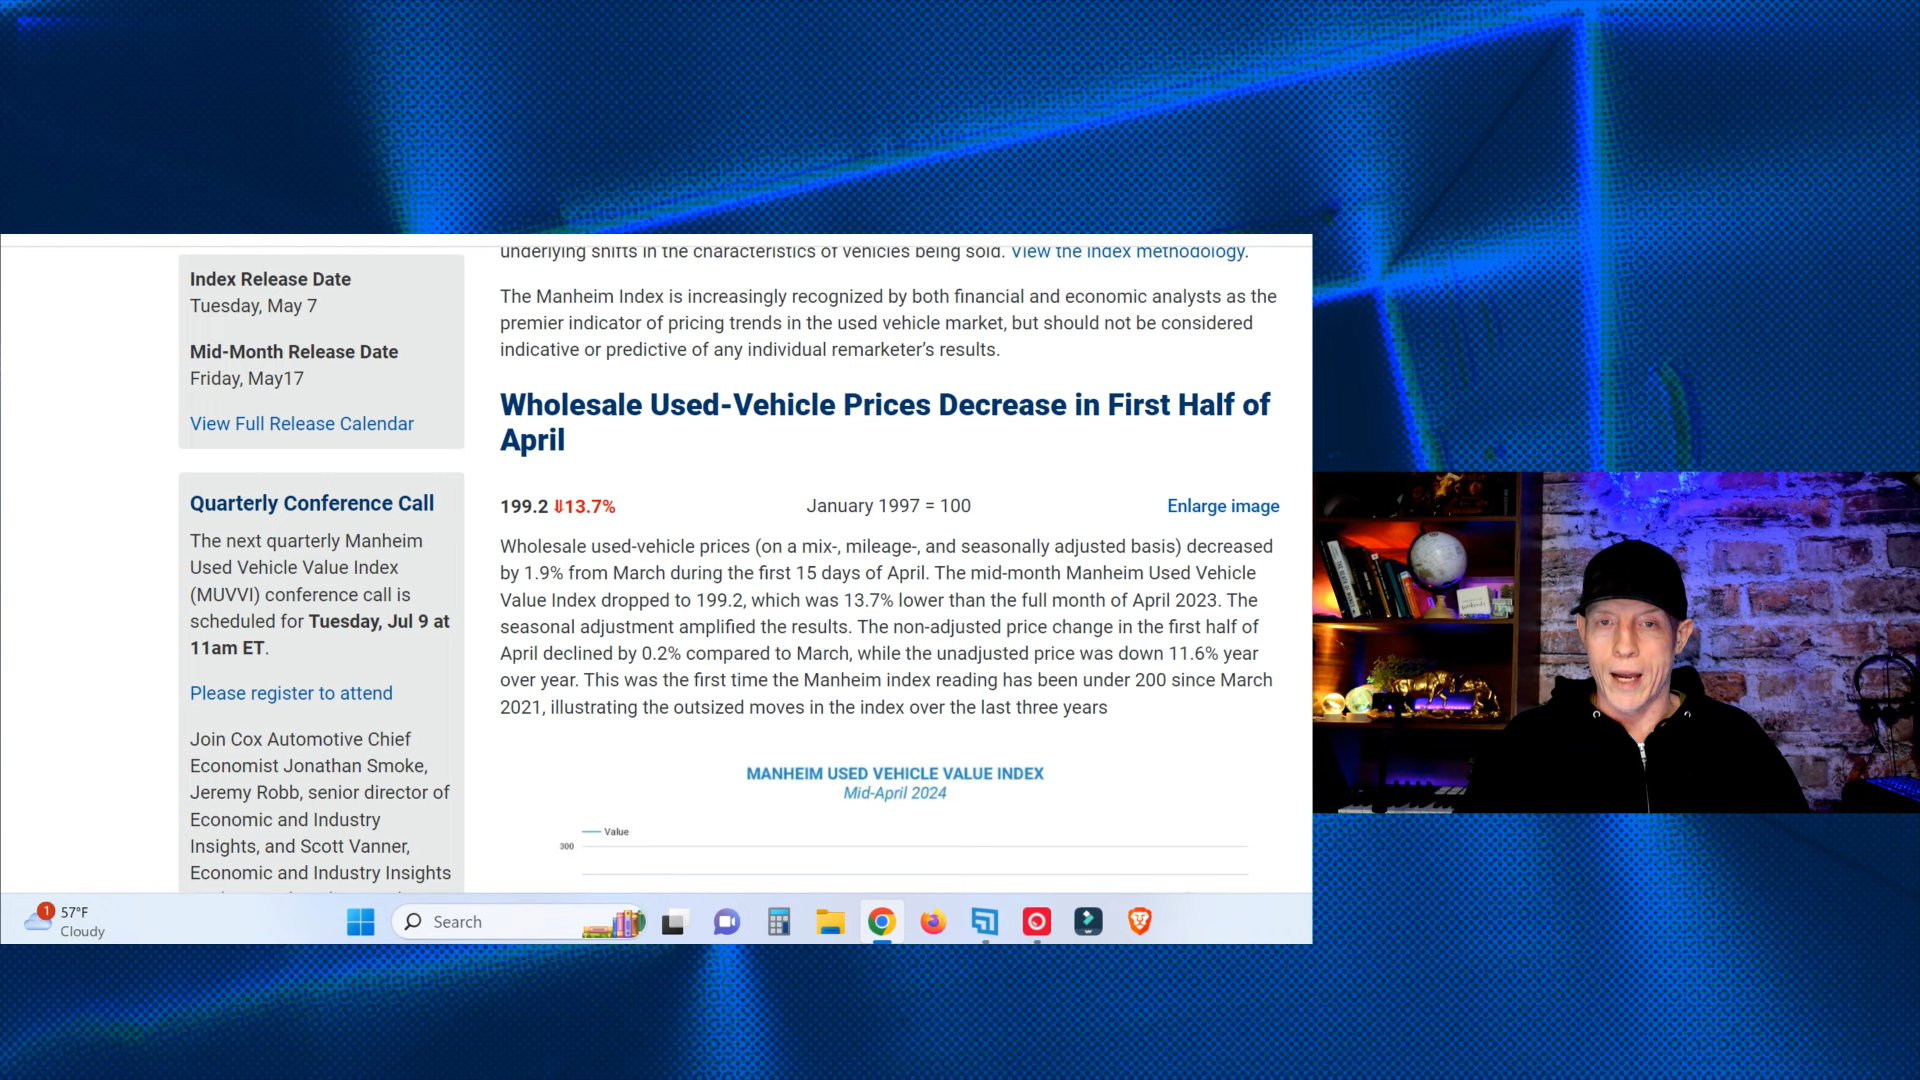 Index Release Date
Tuesday, May 7
Mid-Month Release Date
Friday, May17
View Full Release Calendar
Quarterly Conference Call
The next quarterly Manheim
Used Vehicle Value Index
(MUVVI) conference call is
scheduled for Tuesday, Jul 9 at
11am ET.
Please register to attend
Join Cox Automotive Chief
Economist Jonathan Smoke,
Jeremy Robb, senior director of
Economic and Industry
Insights, and Scott Vanner,
Economic and Industry Insights
underlying shifts in the characteristics of vehicles being sold. View the index methodology.
The Manheim Index is increasingly recognized by both financial and economic analysts as the
premier indicator of pricing trends in the used vehicle market, but should not be considered
indicative or predictive of any individual remarketer’s results.
Wholesale Used-Vehicle Prices Decrease in First Half of
April
199.2 ⇓13.7% January 1997 = 100 Enlarge image
Wholesale used-vehicle prices (on a mix-, mileage-, and seasonally adjusted basis) decreased
by 1.9% from March during the first 15 days of April. The mid-month Manheim Used Vehicle
Value Index dropped to 199.2, which was 13.7% lower than the full month of April 2023. The
seasonal adjustment amplified the results. The non-adjusted price change in the first half of
April declined by 0.2% compared to March, while the unadjusted price was down 11.6% year
over year. This was the first time the Manheim index reading has been under 200 since March
2021, illustrating the outsized moves in the index over the last three years
MANHEIM USED VEHICLE VALUE INDEX
Mid-April 2024
Value
300
1
57°F
Cloudy
Search